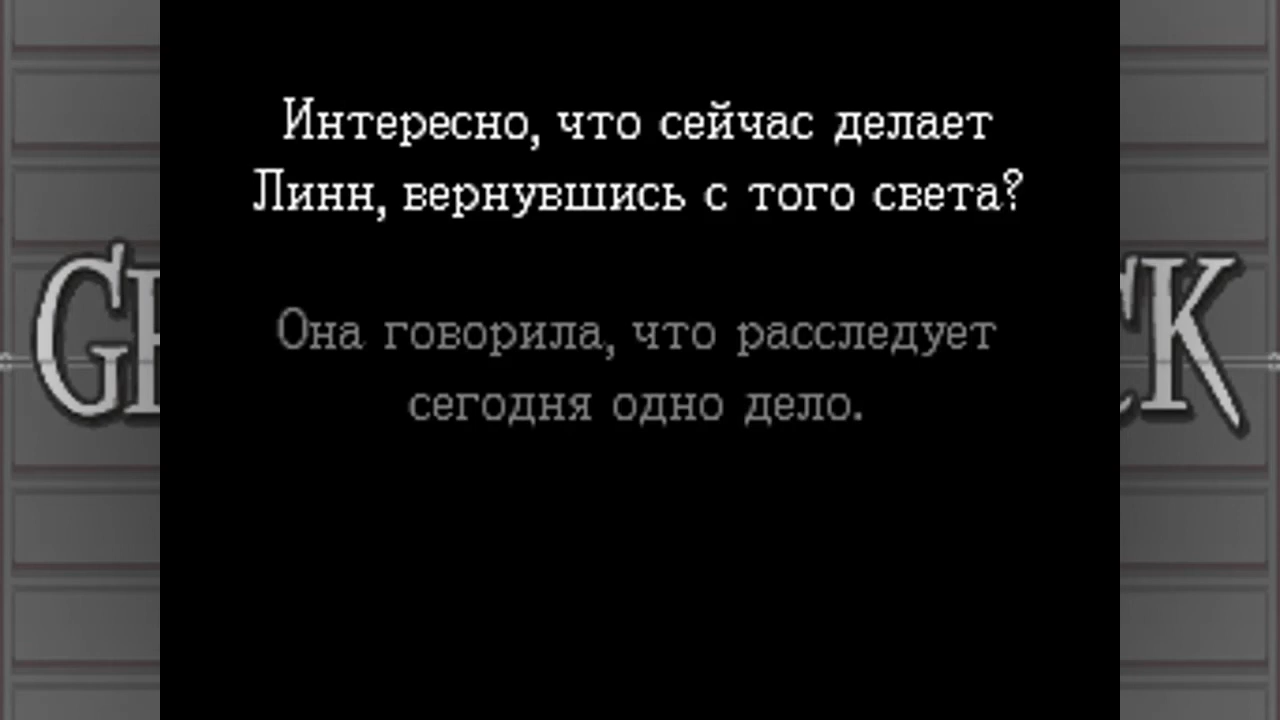 Интересно, что сейчас делает
Линн, вернувшись с того света?
Она говорила, что расследует
сегодня одно дело.